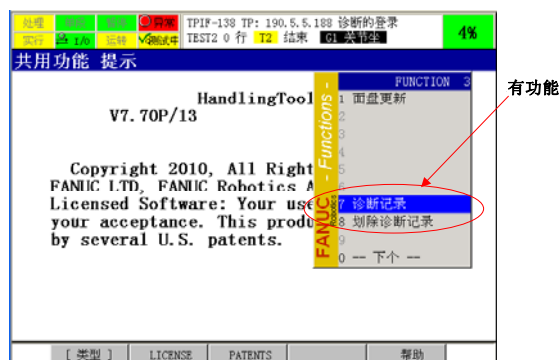 处理 单段 暂停 异常 TPIF-138 TP: 190.5.5.188 诊断的登录
实行 I/O 运转 测试中 TEST2 0 行 T2 结束 G1 关节坐 4%
共用功能 提示
HandlingTool
V7.70P/13
Copyright 2010, All Right
FANUC LTD, FANUC Robotics A
Licensed Software: Your use
your acceptance. This produ
by several U.S. patents.
FANUC Robotics - Functions -
FUNCTION 3
1 面盘更新
2
3
4
5
6
7 诊断记录
8 划除诊断记录
9
0 -- 下个 --
有功能
[ 类型 ] LICENSE PATENTS 帮助